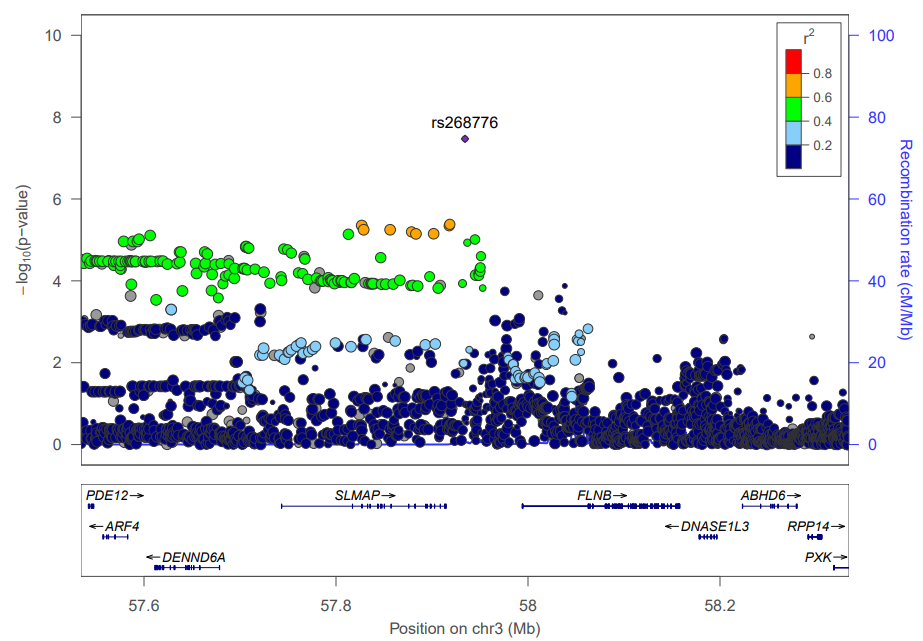 10
8
6
4
2
0
−log10(p−value)
rs268776
r2
0.8
0.6
0.4
0.2
100
80
60
40
20
0
Recombination rate (cM/Mb)
PDE12
SLMAP
FLNB
ABHD6
ARF4
DNASE1L3
RPP14
DENND6A
PXK
57.6
57.8
58
58.2
Position on chr3 (Mb)